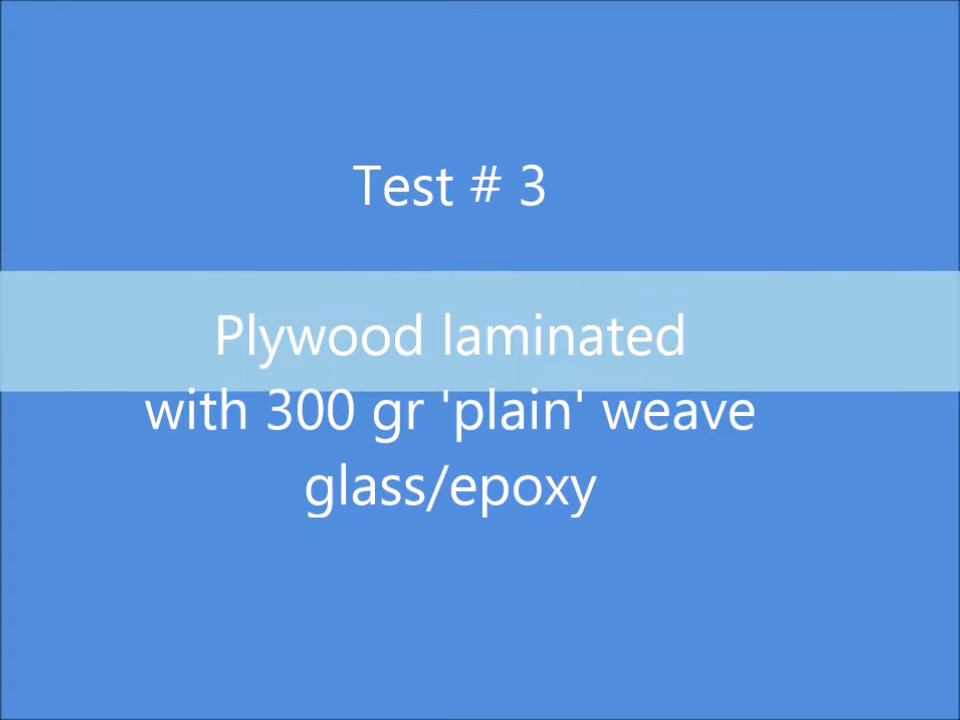 Test # 3
Plywood laminated
with 300 gr 'plain' weave
glass/epoxy